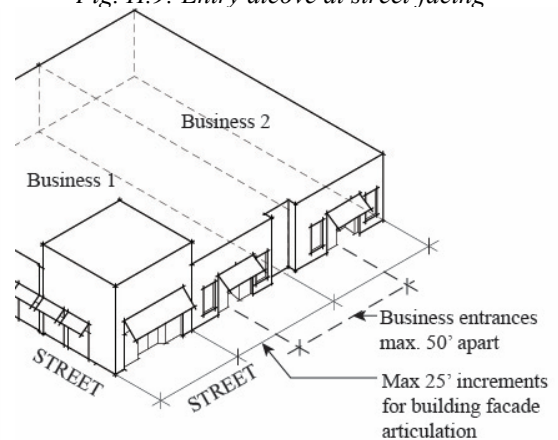 Fig. II.9: Entry alcove at street facing
Business 2
Business 1
Business entrances
max. 50' apart
STREET
STREET
Max 25' increments
for building facade
articulation